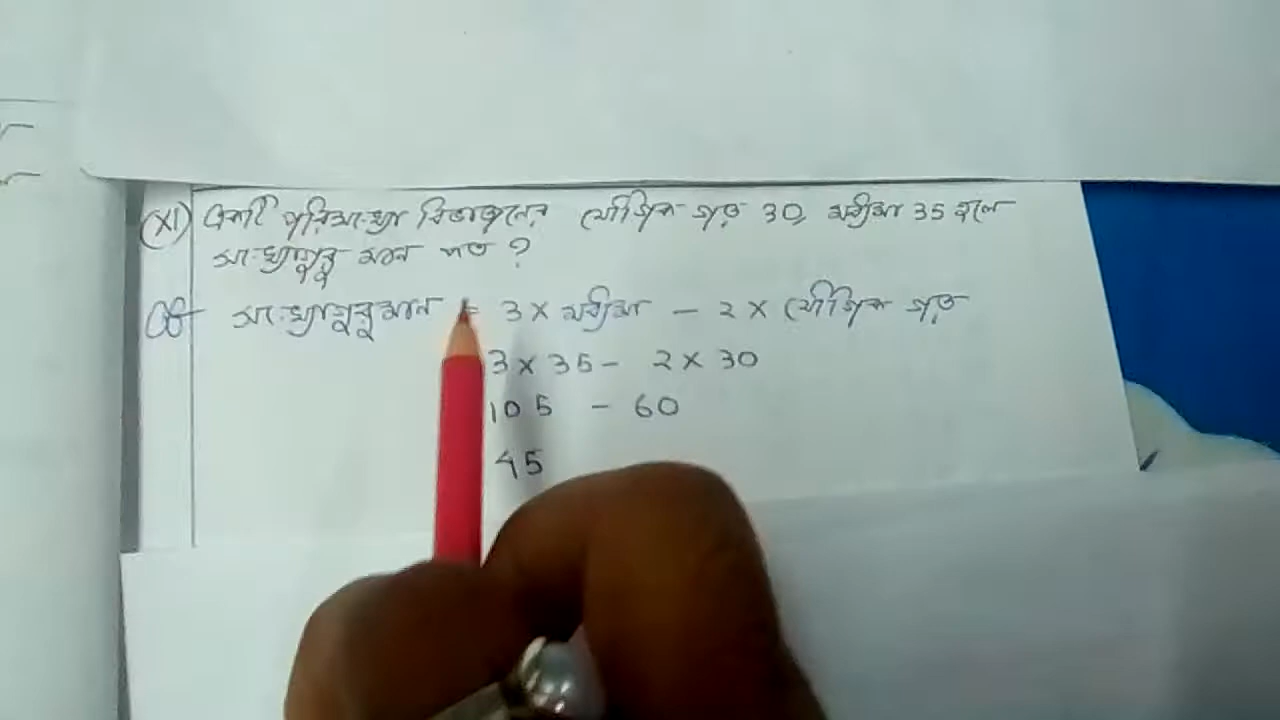 (XI) একটি পরিসংখ্যা বিভাজনের যৌগিক গড় 30, মধ্যমা 35 হলে
সংখ্যাগুরু মান কত ?
সংখ্যাগুরুমান = 3 × মধ্যমা - 2 × যৌগিক গড়
3 × 35 - 2 × 30
105 - 60
45